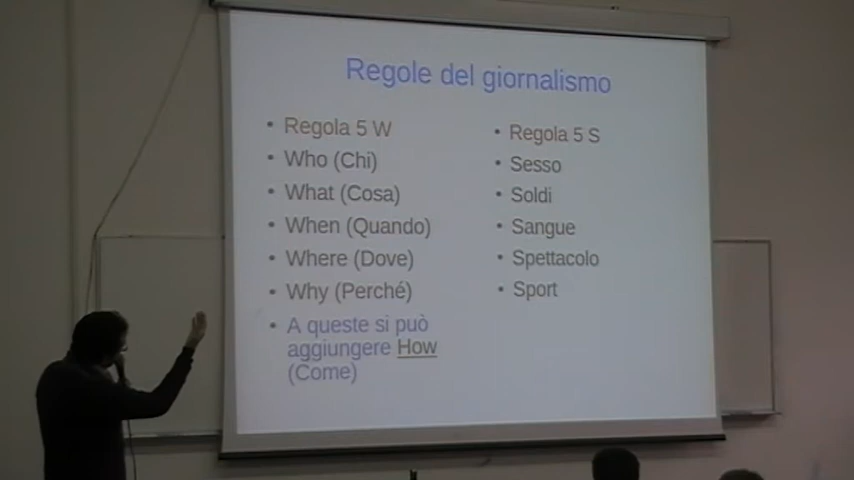 Regole del giornalismo
• Regola 5 W
• Who (Chi)
• What (Cosa)
• When (Quando)
• Where (Dove)
• Why (Perché)
• A queste si può
aggiungere How
(Come)
• Regola 5 S
• Sesso
• Soldi
• Sangue
• Spettacolo
• Sport